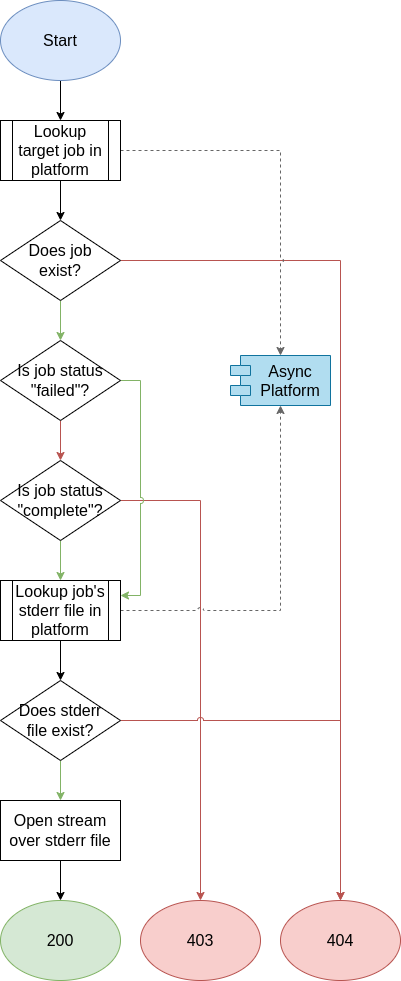 Start
Lookup
target job in
platform
Does job
exist?
Is job status
"failed"?
Async
Platform
Is job status
"complete"?
Lookup job's
stderr file in
platform
Does stderr
file exist?
Open stream
over stderr file
200
403
404